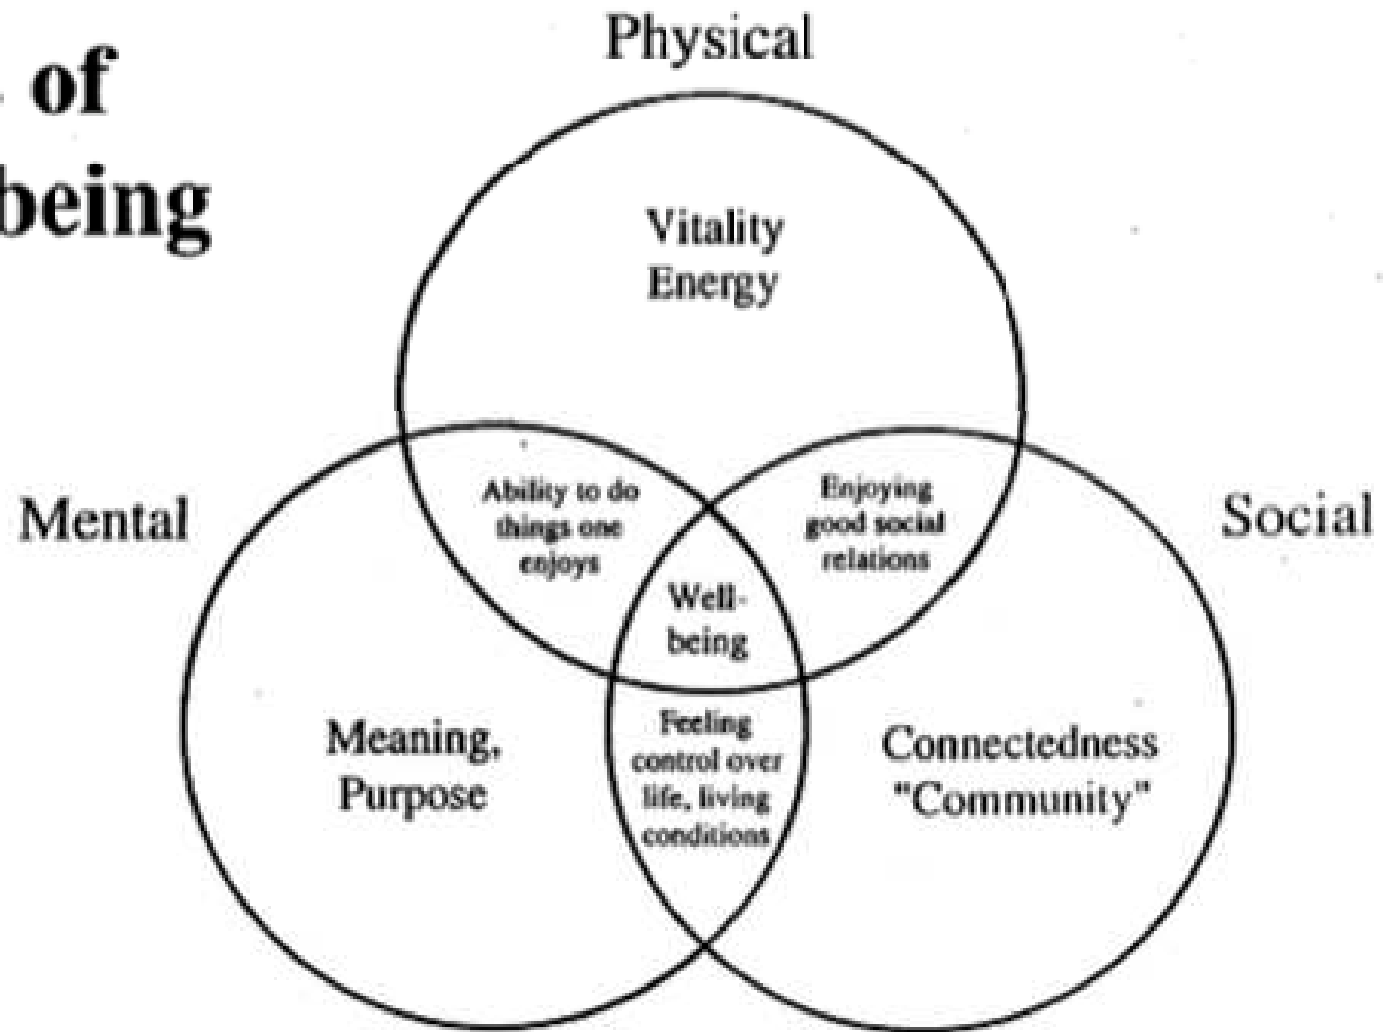 of
being
Physical
Vitality
Energy
Mental
Social
Ability to do
things one
enjoys
Enjoying
good social
relations
Well-
being
Meaning,
Purpose
Feeling
control over
life, living
conditions
Connectedness
"Community"